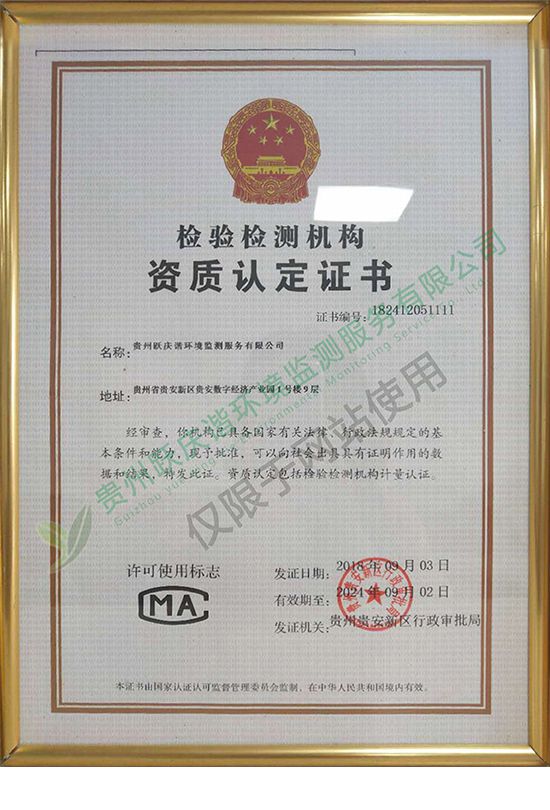 检验检测机构
资质认定证书
证书编号：182412051111
名称：贵州跃庆谐环境监测服务有限公司
地址：贵州省贵安新区贵安数字经济产业园1号楼9层
经审查，你机构已具备国家有关法律、行政法规规定的基
本条件和能力，现予批准，可以向社会出具具有证明作用的数
据和结果，特发此证。资质认定包括检验检测机构计量认证。
许可使用标志
MA
发证日期：2018年09月03日
有效期至：2024年09月02日
发证机关：贵州贵安新区行政审批局
本证书由国家认证认可监督管理委员会监制，在中华人民共和国境内有效。
贵州跃庆谐环境监测服务有限公司
仅限于网站使用